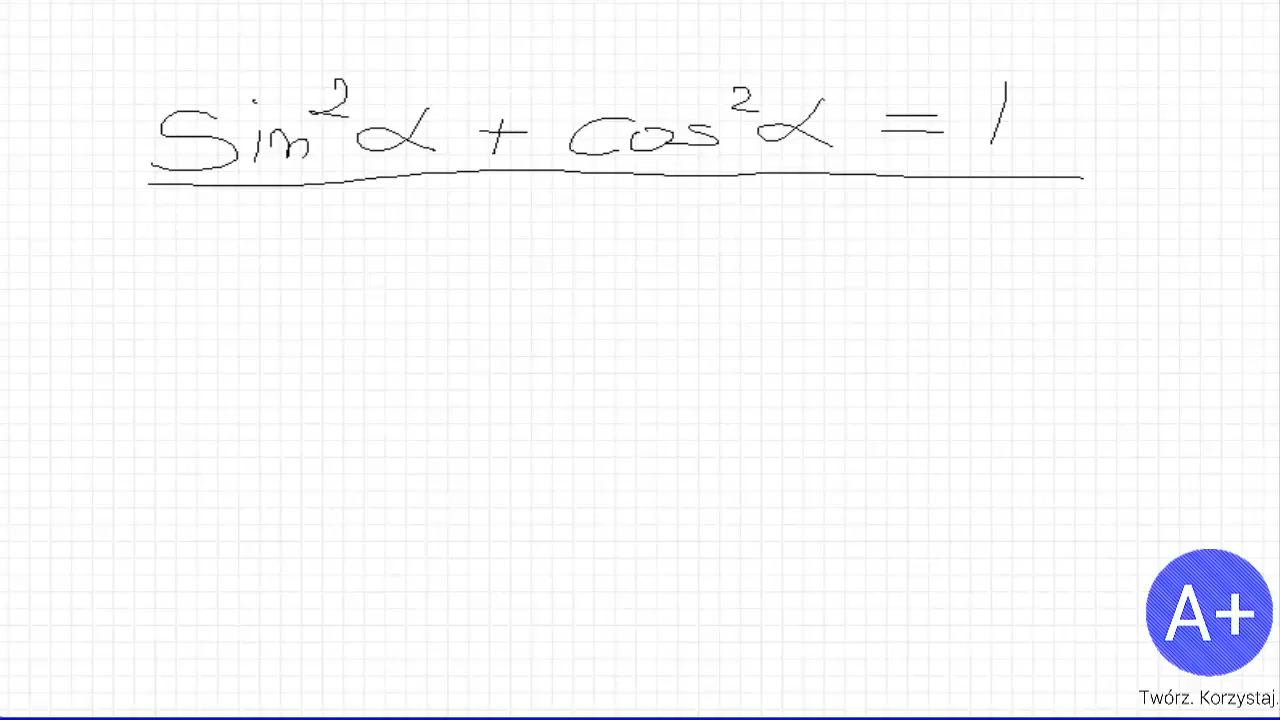 Sin²α + cos²α = 1
A+
Twórz. Korzystaj.